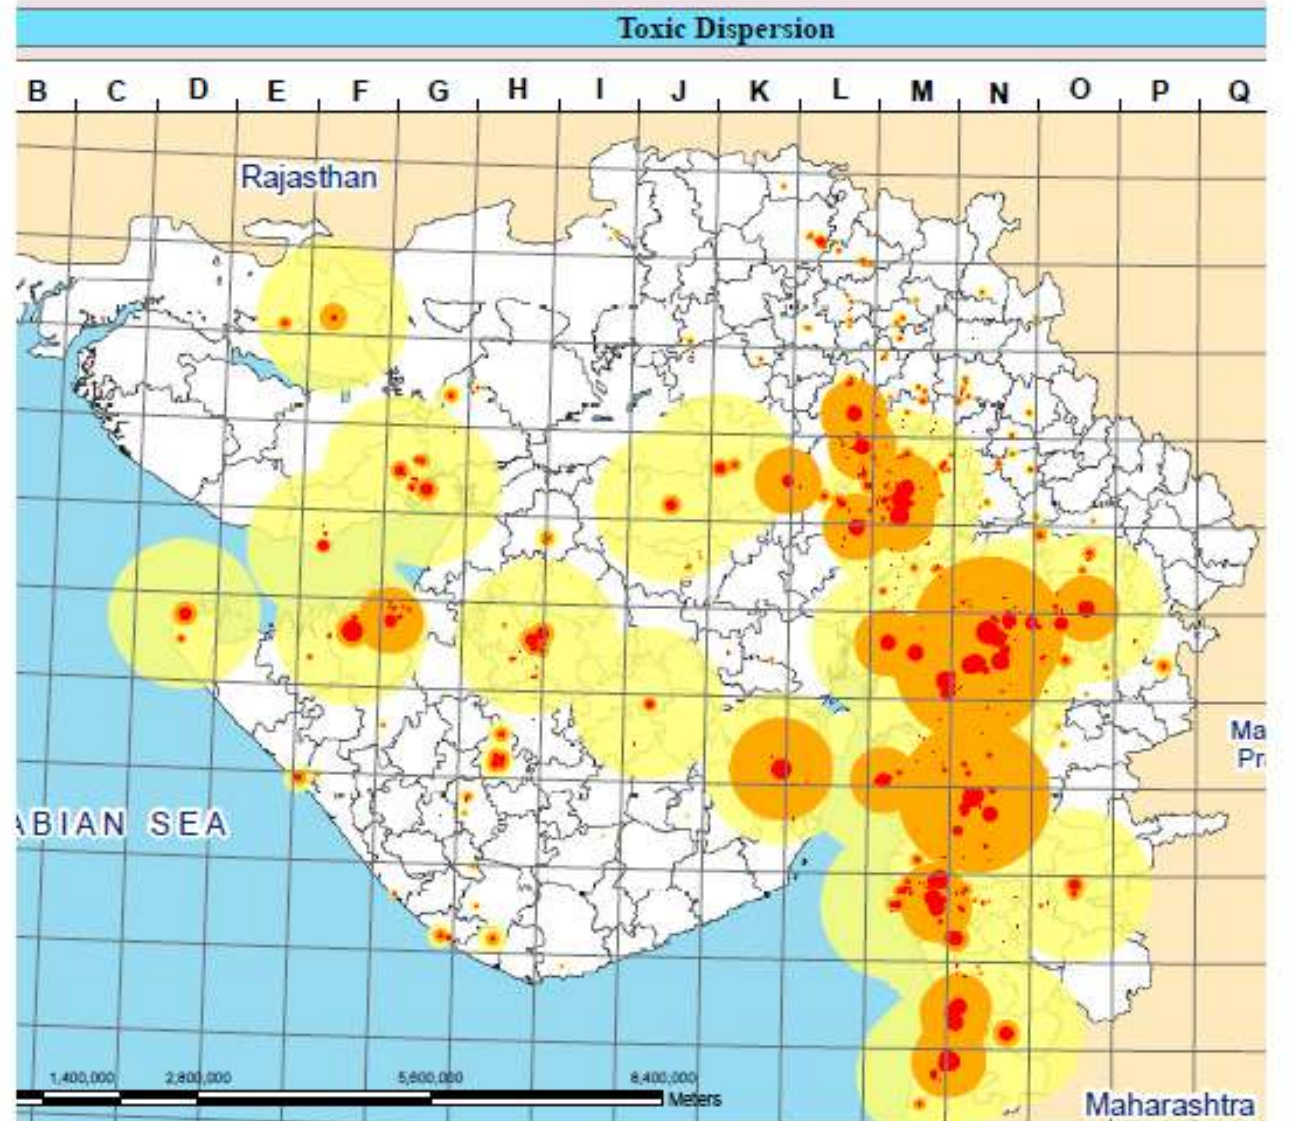 Toxic Dispersion
B C D E F G H I J K L M N O P Q
Rajasthan
Ma
Pr
ABIAN SEA
1,400,000 2,800,000 5,600,000 8,400,000
Meters
Maharashtra